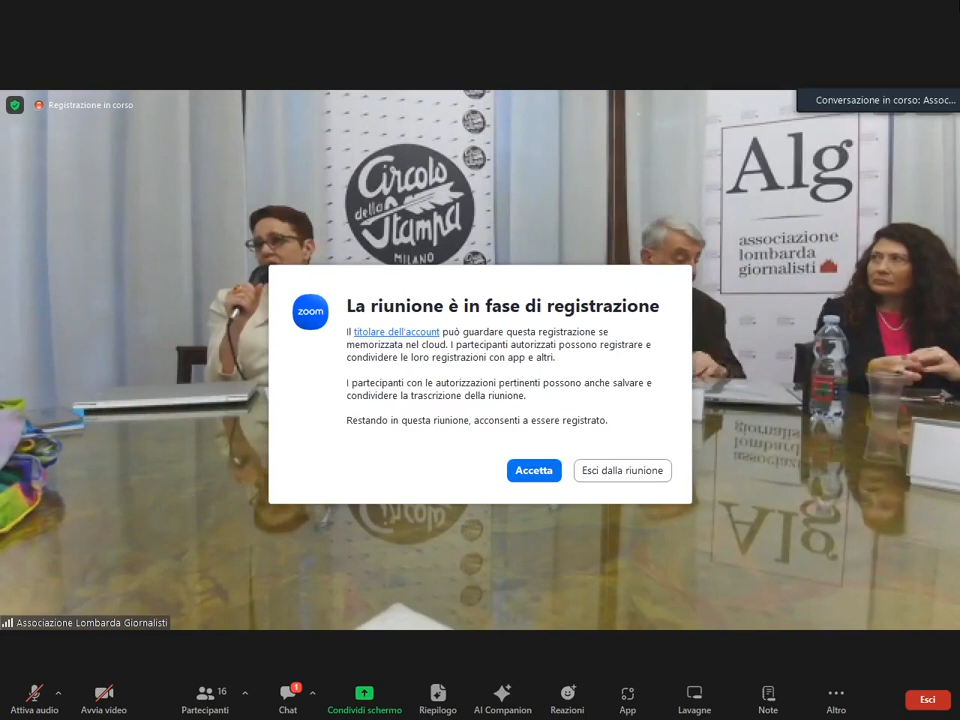 Registrazione in corso
Conversazione in corso: Assoc...
Circolo
della
Stampa
MILANO
Alg
associazione
lombarda
giornalisti
zoom
La riunione è in fase di registrazione
Il titolare dell'account può guardare questa registrazione se
memorizzata nel cloud. I partecipanti autorizzati possono registrare e
condividere le loro registrazioni con app e altri.
I partecipanti con le autorizzazioni pertinenti possono anche salvare e
condividere la trascrizione della riunione.
Restando in questa riunione, acconsenti a essere registrato.
Accetta
Esci dalla riunione
Associazione Lombarda Giornalisti
16
1
Attiva audio
Avvia video
Partecipanti
Chat
Condividi schermo
Riepilogo
AI Companion
Reazioni
App
Lavagne
Note
Altro
Esci